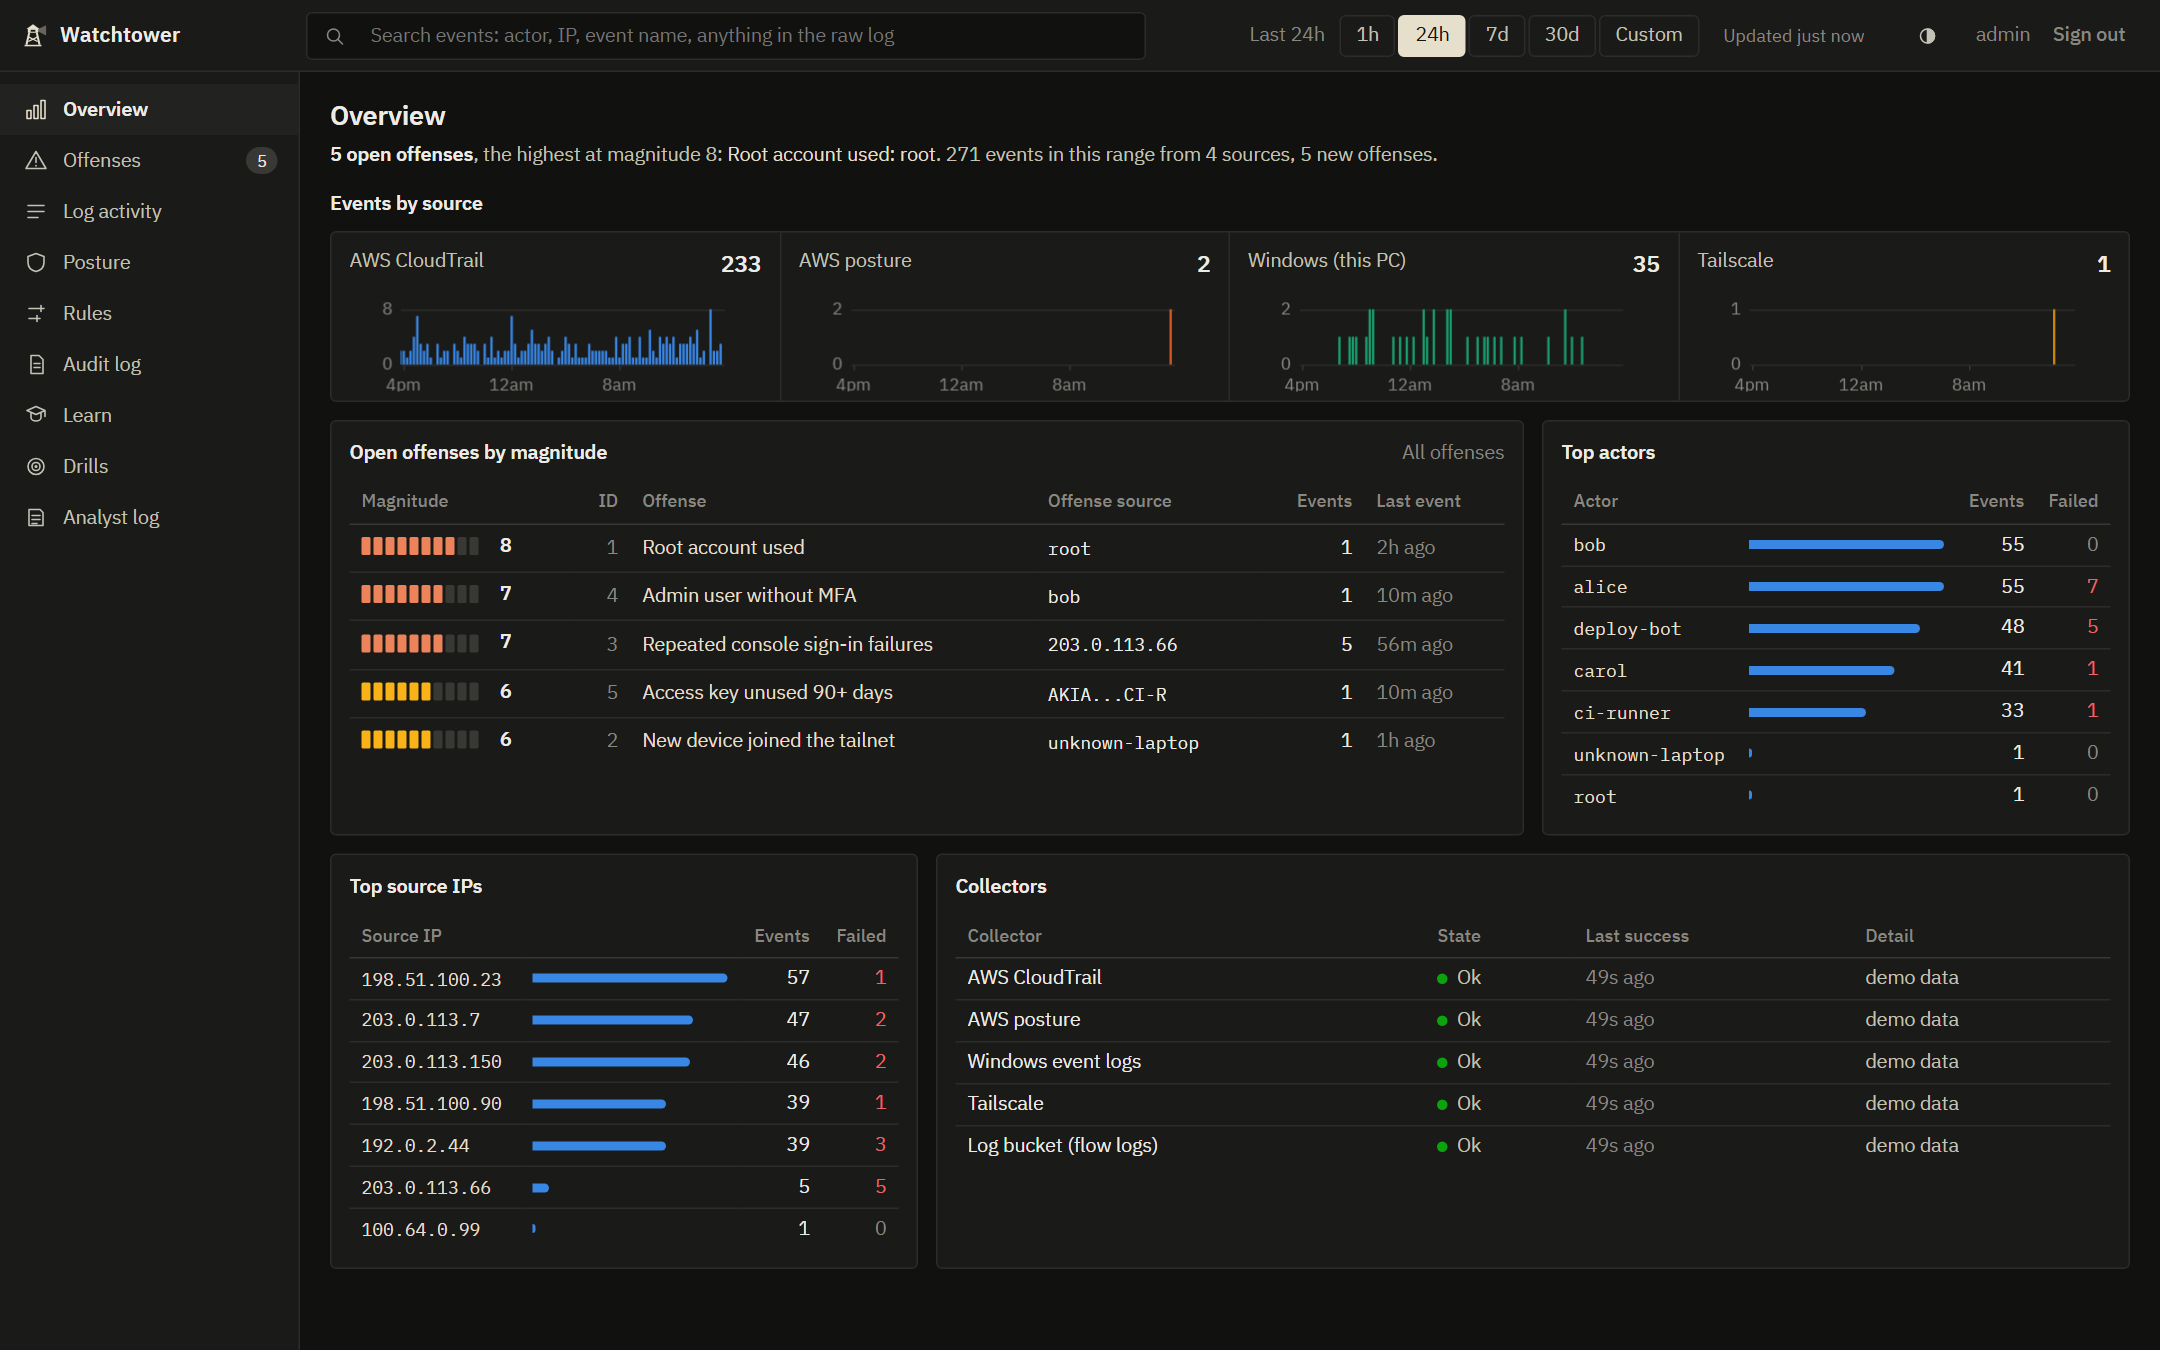 Watchtower
Search events: actor, IP, event name, anything in the raw log
Last 24h 1h 24h 7d 30d Custom Updated just now admin Sign out
Overview
Offenses 5
Log activity
Posture
Rules
Audit log
Learn
Drills
Analyst log
Overview
5 open offenses, the highest at magnitude 8: Root account used: root. 271 events in this range from 4 sources, 5 new offenses.
Events by source
AWS CloudTrail 233
8
0
4pm 12am 8am
AWS posture 2
2
0
4pm 12am 8am
Windows (this PC) 35
2
0
4pm 12am 8am
Tailscale 1
1
0
4pm 12am 8am
Open offenses by magnitude All offenses
Magnitude ID Offense Offense source Events Last event
8 1 Root account used root 1 2h ago
7 4 Admin user without MFA bob 1 10m ago
7 3 Repeated console sign-in failures 203.0.113.66 5 56m ago
6 5 Access key unused 90+ days AKIA...CI-R 1 10m ago
6 2 New device joined the tailnet unknown-laptop 1 1h ago
Top actors
Actor Events Failed
bob 55 0
alice 55 7
deploy-bot 48 5
carol 41 1
ci-runner 33 1
unknown-laptop 1 0
root 1 0
Top source IPs
Source IP Events Failed
198.51.100.23 57 1
203.0.113.7 47 2
203.0.113.150 46 2
198.51.100.90 39 1
192.0.2.44 39 3
203.0.113.66 5 5
100.64.0.99 1 0
Collectors
Collector State Last success Detail
AWS CloudTrail Ok 49s ago demo data
AWS posture Ok 49s ago demo data
Windows event logs Ok 49s ago demo data
Tailscale Ok 49s ago demo data
Log bucket (flow logs) Ok 49s ago demo data